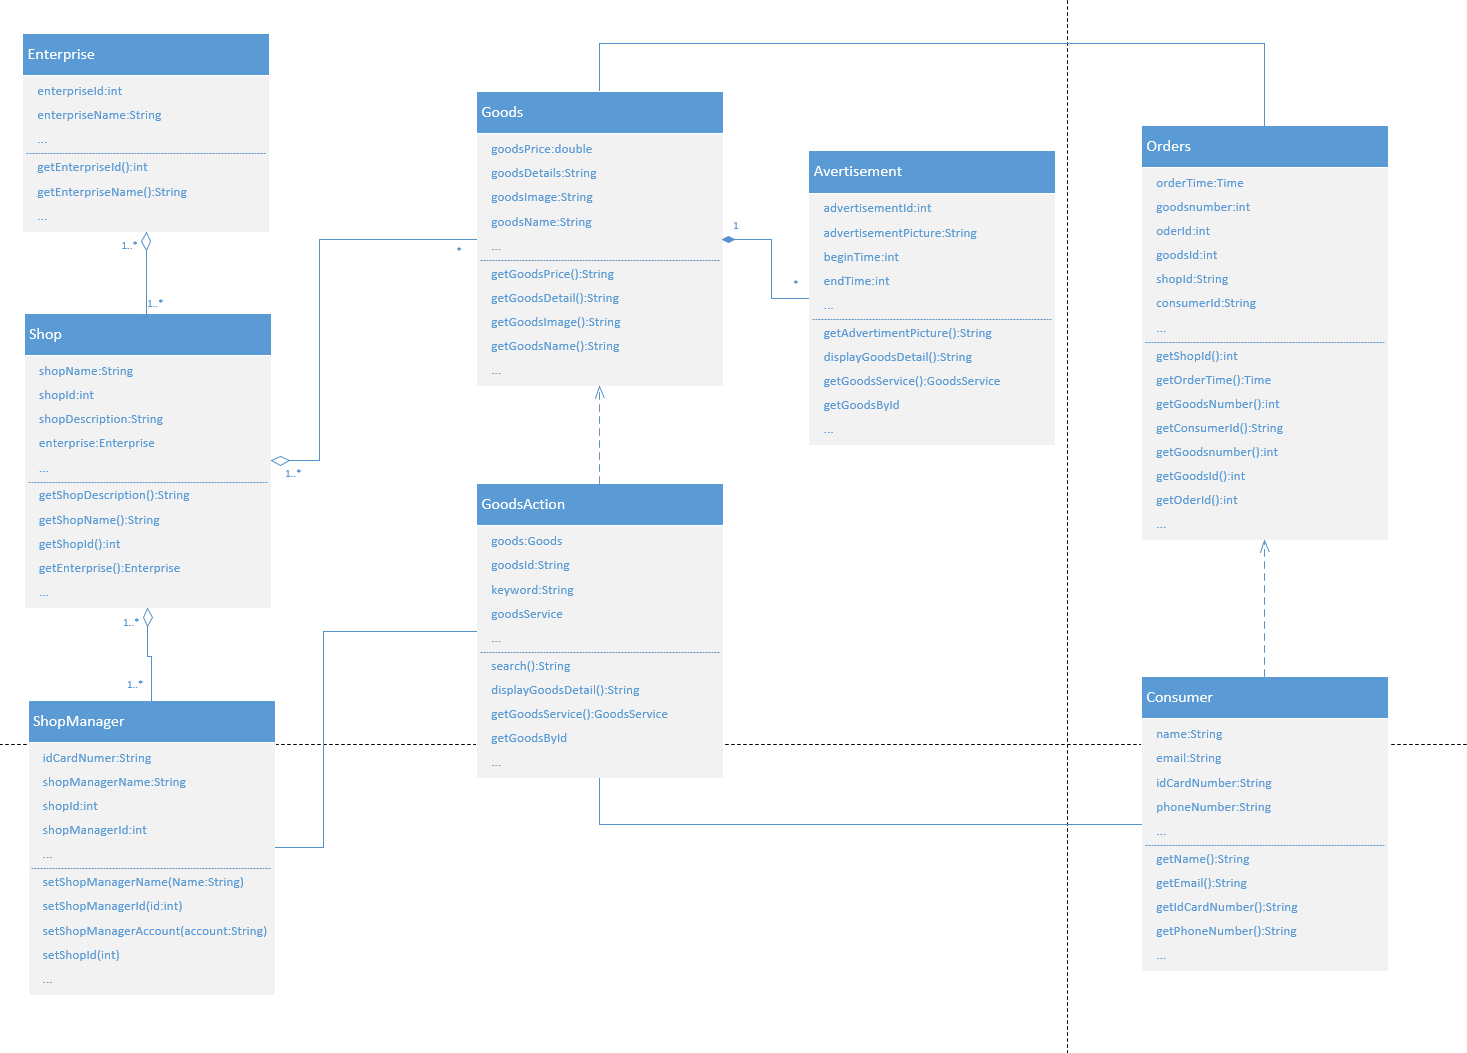 Enterprise
enterpriseId:int
enterpriseName:String
...
getEnterpriseId():int
getEnterpriseName():String
...
1..*
1..*
Shop
shopName:String
shopId:int
shopDescription:String
enterprise:Enterprise
...
getShopDescription():String
getShopName():String
getShopId():int
getEnterprise():Enterprise
...
1..*
1..*
1..*
ShopManager
idCardNumer:String
shopManagerName:String
shopId:int
shopManagerId:int
...
setShopManagerName(Name:String)
setShopManagerId(id:int)
setShopManagerAccount(account:String)
setShopId(int)
...
Goods
goodsPrice:double
goodsDetails:String
goodsImage:String
goodsName:String
...
getGoodsPrice():String
getGoodsDetail():String
getGoodsImage():String
getGoodsName():String
...
*
1
*
GoodsAction
goods:Goods
goodsId:String
keyword:String
goodsService
...
search():String
displayGoodsDetail():String
getGoodsService():GoodsService
getGoodsById
...
Avertisement
advertisementId:int
advertisementPicture:String
beginTime:int
endTime:int
...
getAdvertimentPicture():String
displayGoodsDetail():String
getGoodsService():GoodsService
getGoodsById
...
Orders
orderTime:Time
goodsnumber:int
oderId:int
goodsId:int
shopId:String
consumerId:String
...
getShopId():int
getOrderTime():Time
getGoodsNumber():int
getConsumerId():String
getGoodsnumber():int
getGoodsId():int
getOderId():int
...
Consumer
name:String
email:String
idCardNumber:String
phoneNumber:String
...
getName():String
getEmail():String
getIdCardNumber():String
getPhoneNumber():String
...